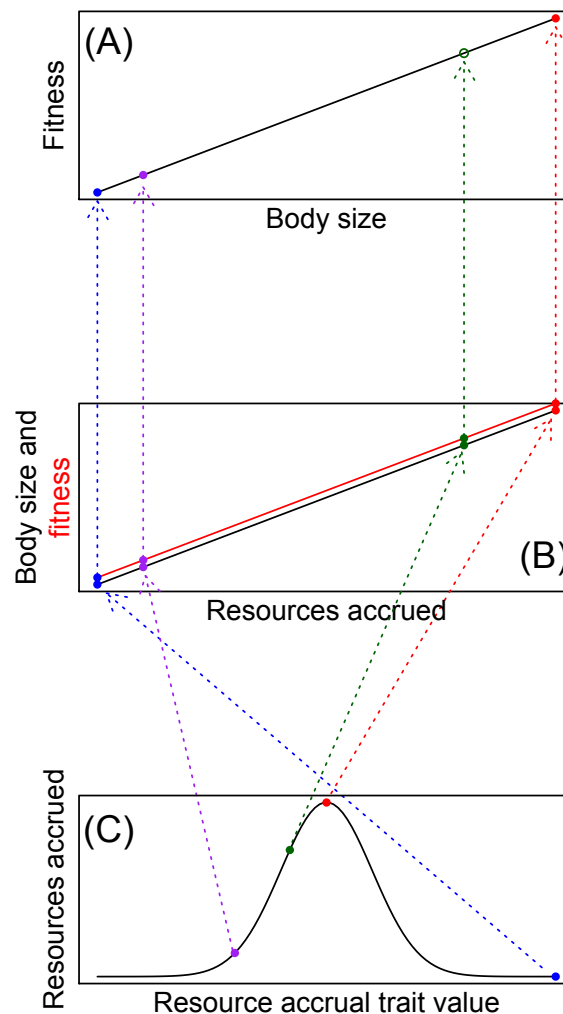 (A)
Fitness
Body size
Body size and
fitness
(B)
Resources accrued
(C)
Resources accrued
Resource accrual trait value